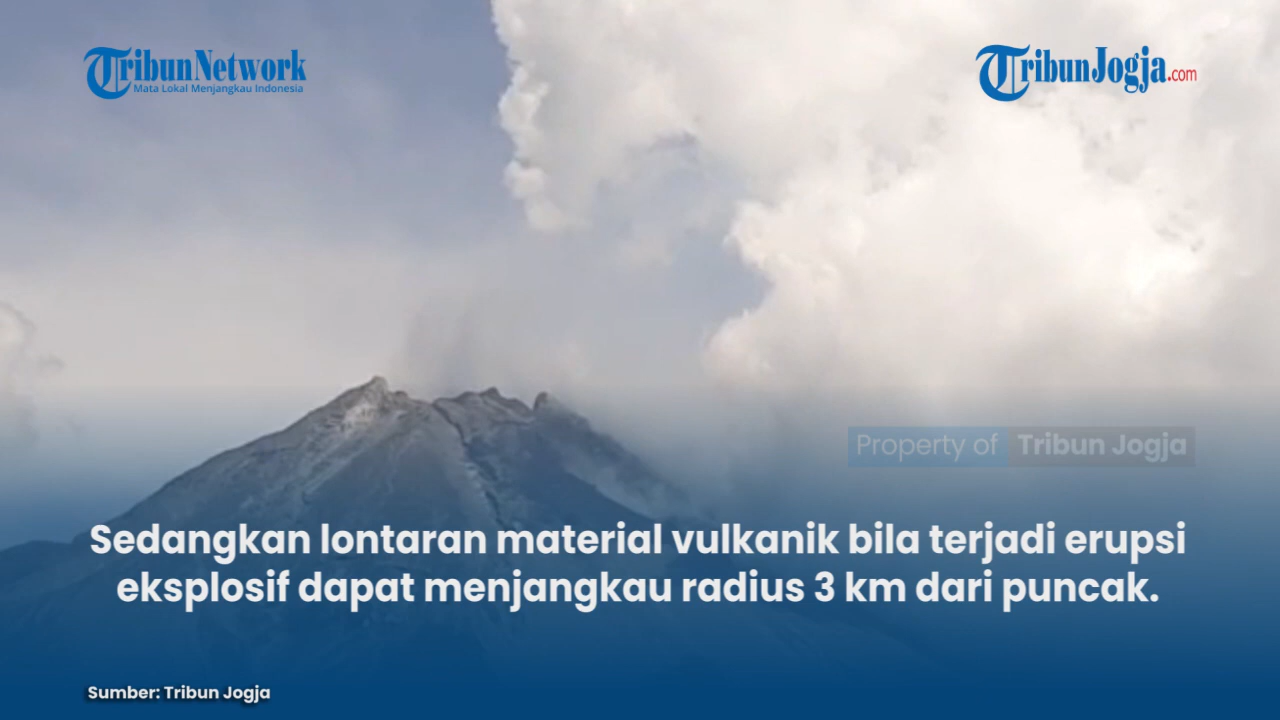 TribunNetwork
Mata Lokal Menjangkau Indonesia
TribunJogja.com
Property of Tribun Jogja
Sedangkan lontaran material vulkanik bila terjadi erupsi
eksplosif dapat menjangkau radius 3 km dari puncak.
Sumber: Tribun Jogja